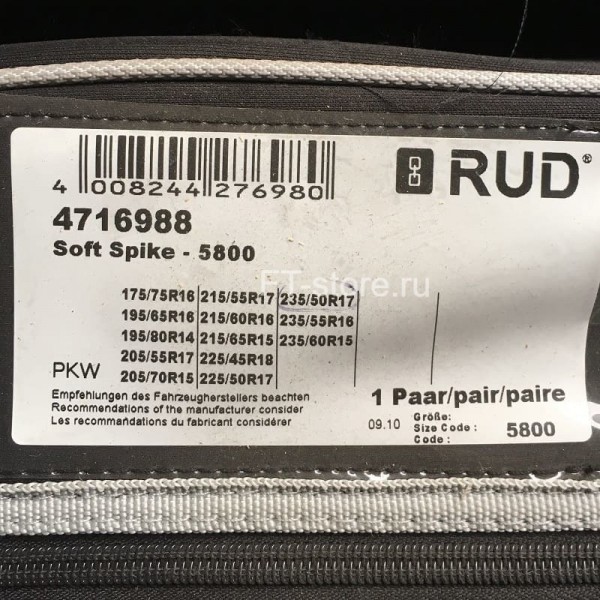 4 008244 276980
RUD®
4716988
Soft Spike - 5800
FT-store.ru
175/75R16 215/55R17 235/50R17
195/65R16 215/60R16 235/55R16
195/80R14 215/65R15 235/60R15
205/55R17 225/45R18
PKW 205/70R15 225/50R17
Empfehlungen des Fahrzeugherstellers beachten
Recommendations of the manufacturer consider
Les recommandations du fabricant considérer
1 Paar/pair/paire
09.10
Größe:
Size Code :
Code :
5800